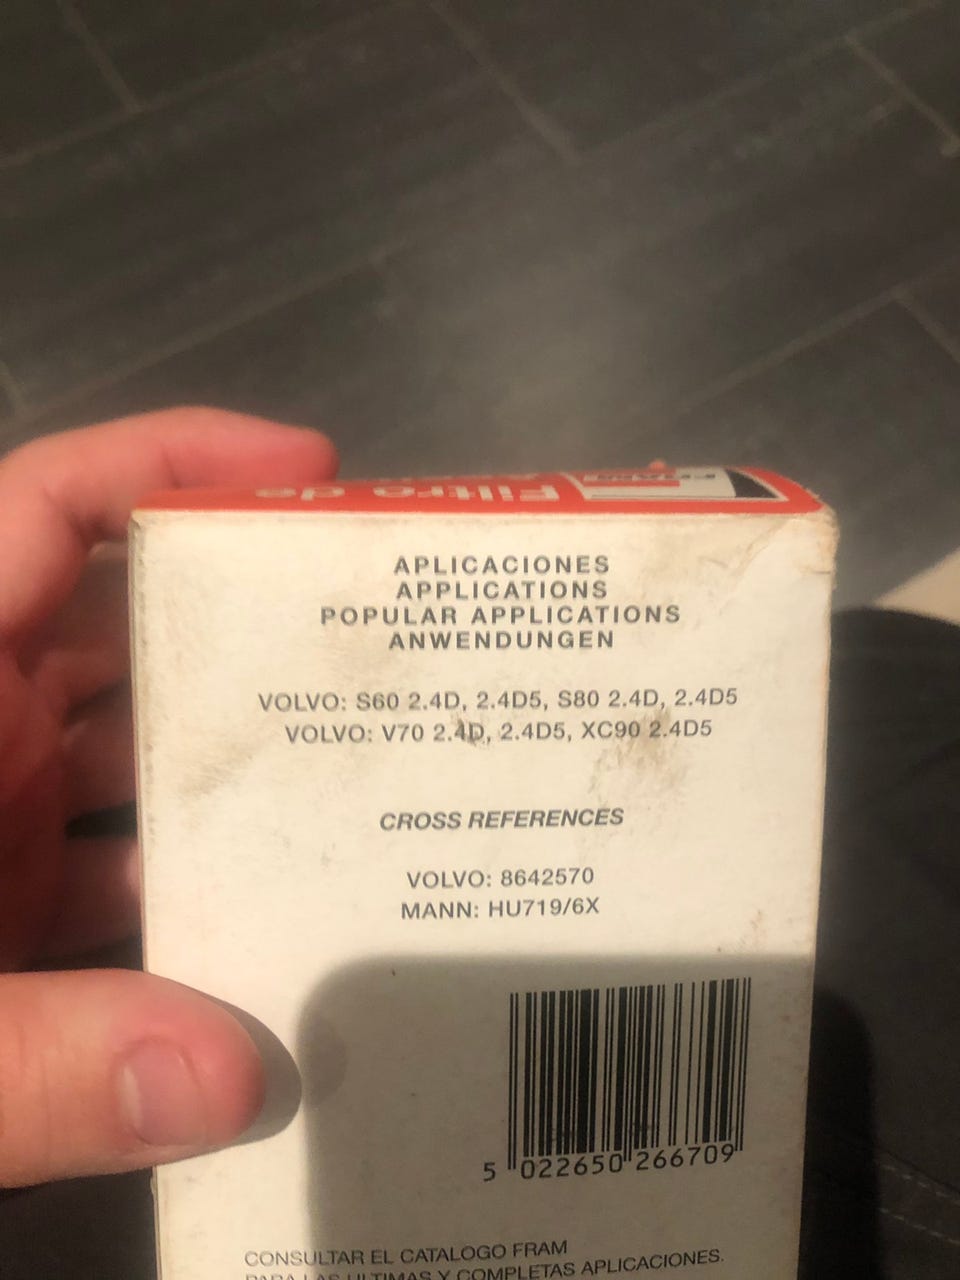 FRAM
Filtro de
APLICACIONES
APPLICATIONS
POPULAR APPLICATIONS
ANWENDUNGEN
VOLVO: S60 2.4D, 2.4D5, S80 2.4D, 2.4D5
VOLVO: V70 2.4D, 2.4D5, XC90 2.4D5
CROSS REFERENCES
VOLVO: 8642570
MANN: HU719/6X
5 022650 266709
CONSULTAR EL CATALOGO FRAM
PARA LAS ULTIMAS Y COMPLETAS APLICACIONES.